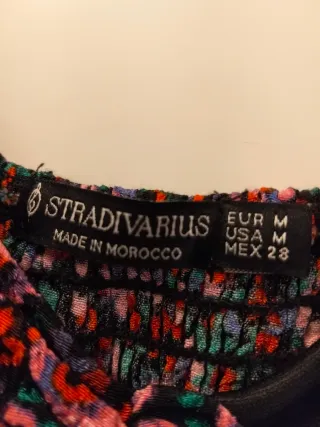 STRADIVARIUS
MADE IN MOROCCO
EUR M
USA M
MEX 28